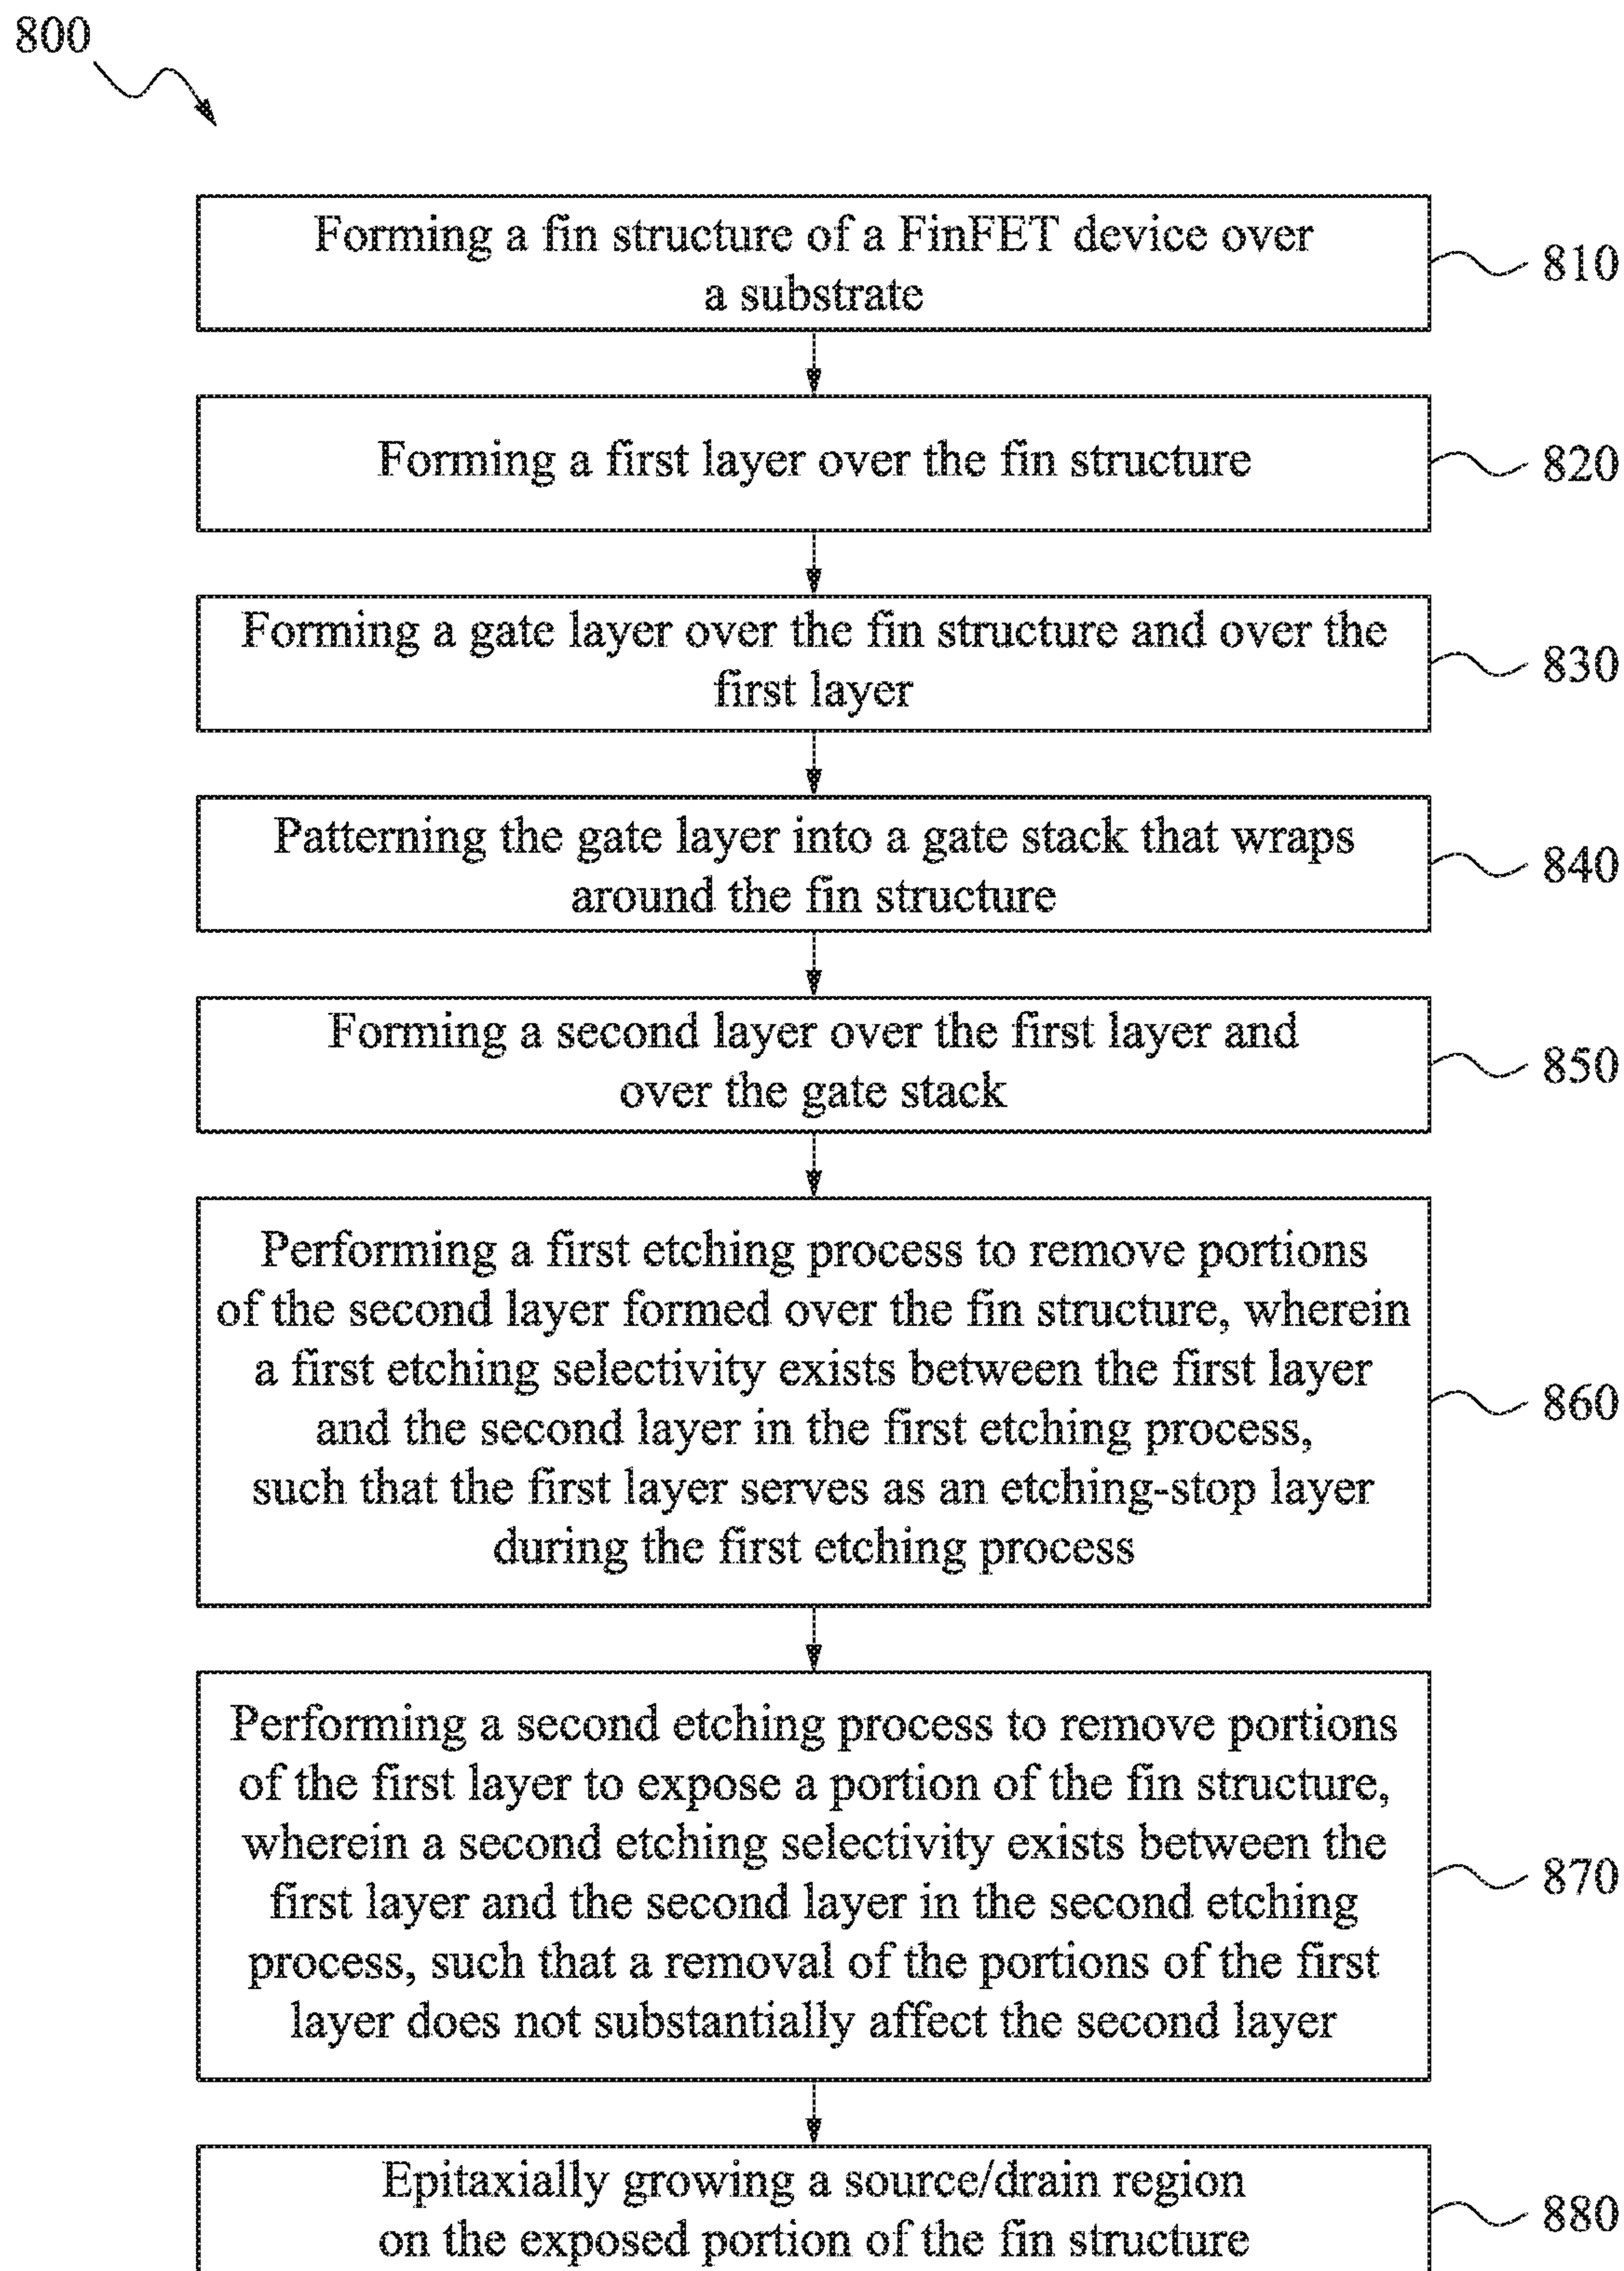 800
Forming a fin structure of a FinFET device over
a substrate
810
Forming a first layer over the fin structure
820
Forming a gate layer over the fin structure and over the
first layer
830
Patterning the gate layer into a gate stack that wraps
around the fin structure
840
Forming a second layer over the first layer and
over the gate stack
850
Performing a first etching process to remove portions
of the second layer formed over the fin structure, wherein
a first etching selectivity exists between the first layer
and the second layer in the first etching process,
such that the first layer serves as an etching-stop layer
during the first etching process
860
Performing a second etching process to remove portions
of the first layer to expose a portion of the fin structure,
wherein a second etching selectivity exists between the
first layer and the second layer in the second etching
process, such that a removal of the portions of the first
layer does not substantially affect the second layer
870
Epitaxially growing a source/drain region
on the exposed portion of the fin structure
880